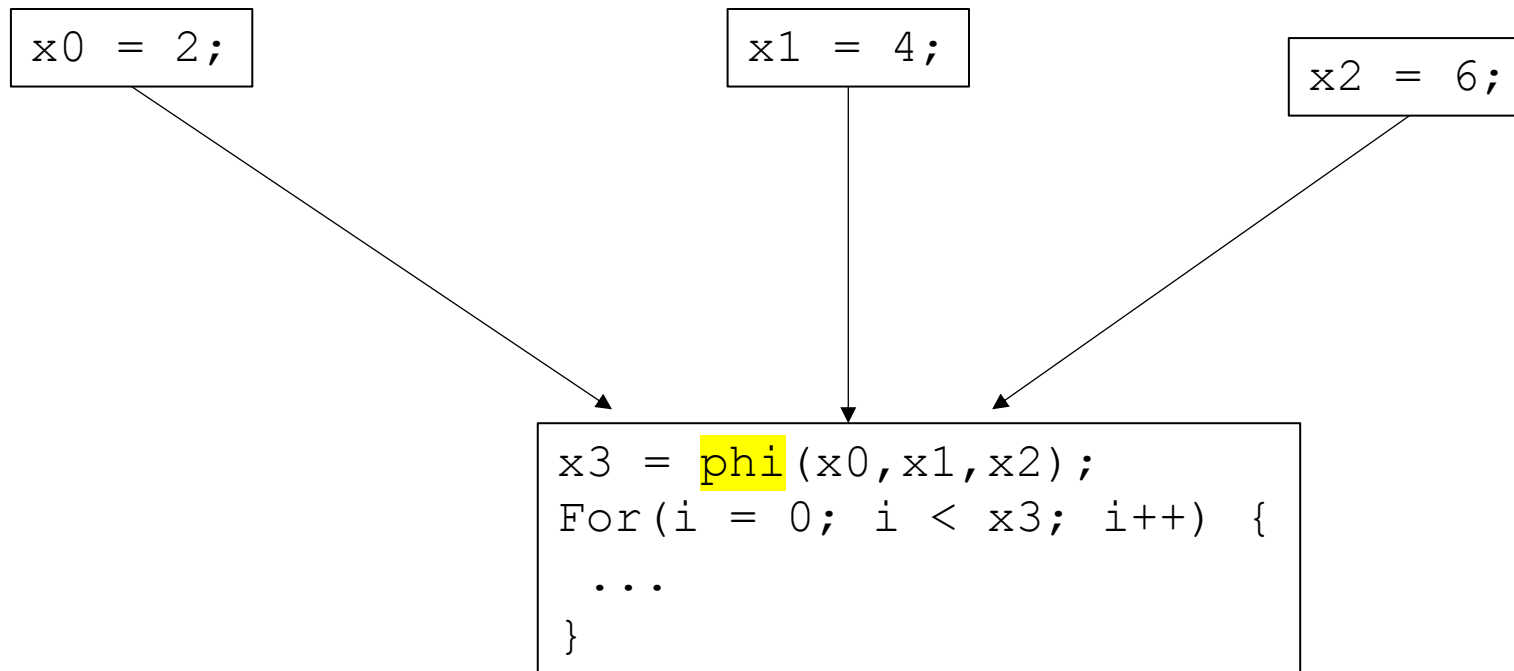 x0 = 2;
x1 = 4;
x2 = 6;
x3 = phi(x0,x1,x2);
For(i = 0; i < x3; i++) {
...
}